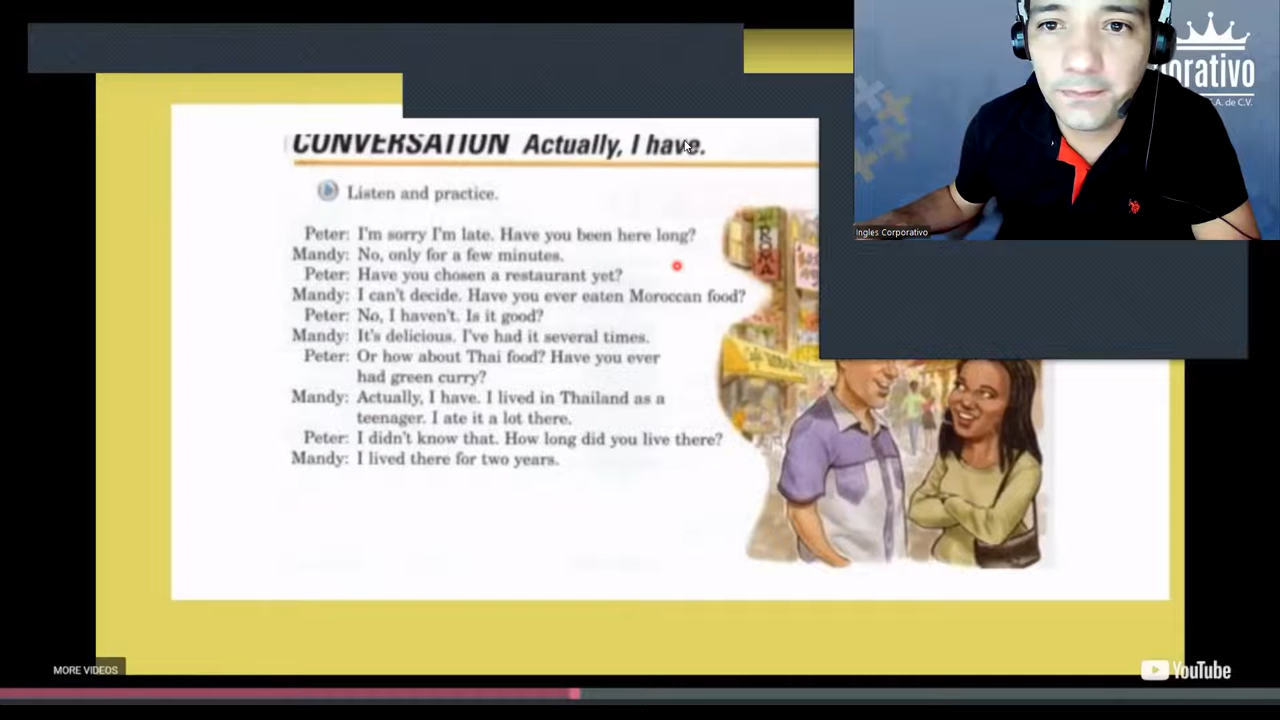 CONVERSATION Actually, I have.
Listen and practice.
Peter: I'm sorry I'm late. Have you been here long?
Mandy: No, only for a few minutes.
Peter: Have you chosen a restaurant yet?
Mandy: I can't decide. Have you ever eaten Moroccan food?
Peter: No, I haven't. Is it good?
Mandy: It's delicious. I've had it several times.
Peter: Or how about Thai food? Have you ever
had green curry?
Mandy: Actually, I have. I lived in Thailand as a
teenager. I ate it a lot there.
Peter: I didn't know that. How long did you live there?
Mandy: I lived there for two years.
ROMA
orativo
.A. de C.V.
Ingles Corporativo
MORE VIDEOS
YouTube